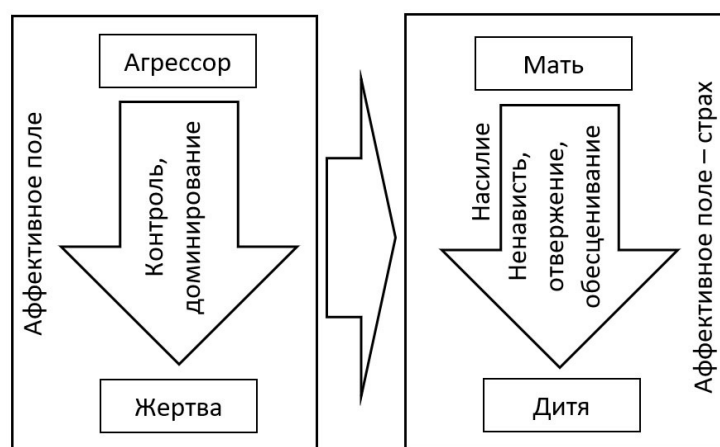 Агрессор
Аффективное поле
Контроль,
доминирование
Жертва
Мать
Насилие
Ненависть,
отвержение,
обесценивание
Аффективное поле – страх
Дитя